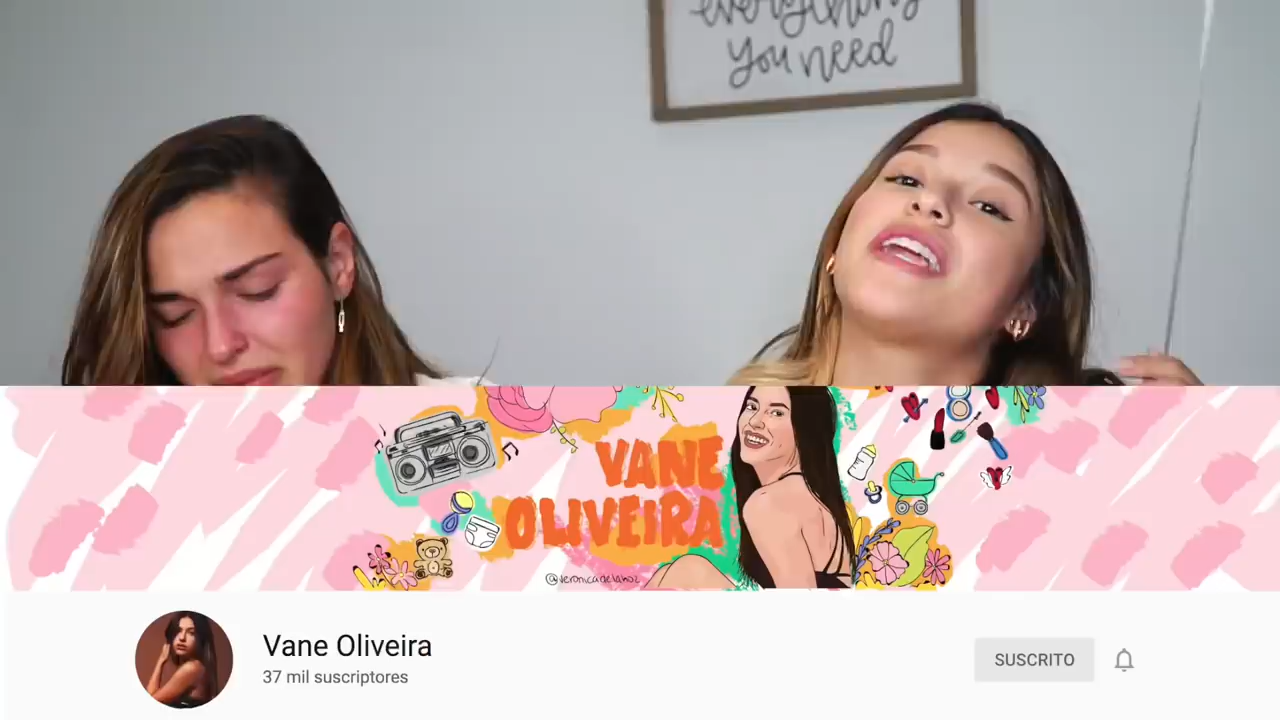 everything
you need
VANE
OLIVEIRA
@veronicadelahoz
Vane Oliveira
37 mil suscriptores
SUSCRITO